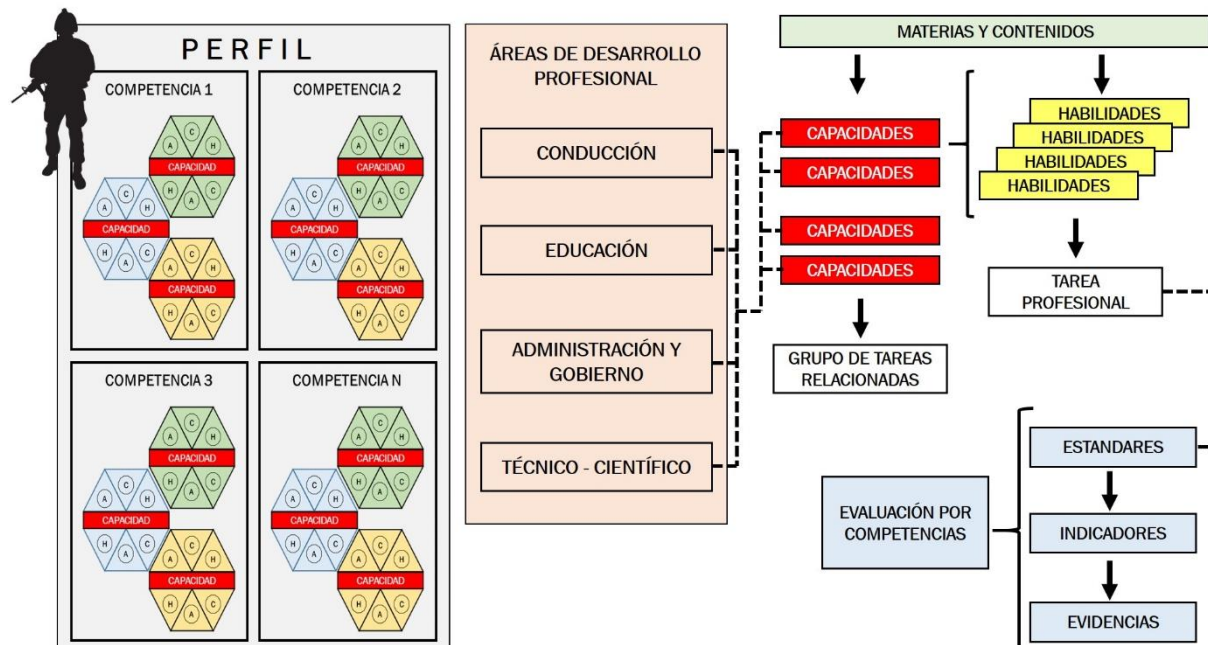 PERFIL
COMPETENCIA 1
A C H
CAPACIDAD
H A C
A C H
CAPACIDAD
H A C
A C H
CAPACIDAD
H A C
COMPETENCIA 2
A C H
CAPACIDAD
H A C
A C H
CAPACIDAD
H A C
A C H
CAPACIDAD
H A C
COMPETENCIA 3
A C H
CAPACIDAD
H A C
A C H
CAPACIDAD
H A C
A C H
CAPACIDAD
H A C
COMPETENCIA N
A C H
CAPACIDAD
H A C
A C H
CAPACIDAD
H A C
A C H
CAPACIDAD
H A C
ÁREAS DE DESARROLLO
PROFESIONAL
CONDUCCIÓN
EDUCACIÓN
ADMINISTRACIÓN Y
GOBIERNO
TÉCNICO - CIENTÍFICO
MATERIAS Y CONTENIDOS
CAPACIDADES
CAPACIDADES
CAPACIDADES
CAPACIDADES
GRUPO DE TAREAS
RELACIONADAS
HABILIDADES
HABILIDADES
HABILIDADES
HABILIDADES
TAREA
PROFESIONAL
EVALUACIÓN POR
COMPETENCIAS
ESTANDARES
INDICADORES
EVIDENCIAS